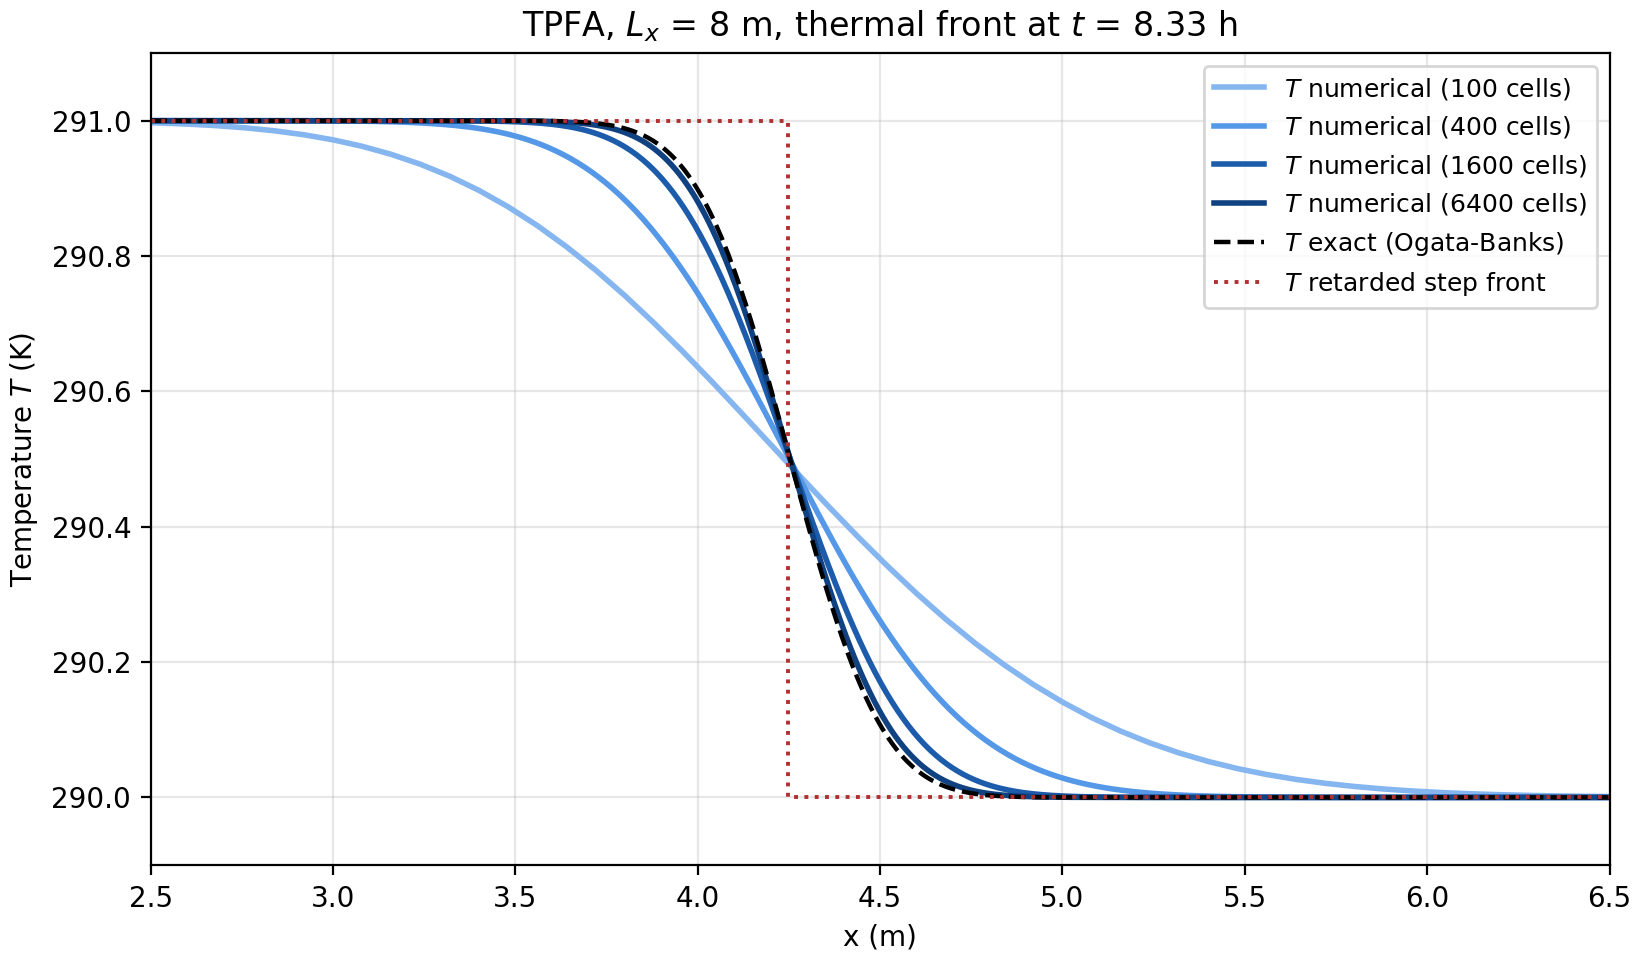 TPFA, Lₓ = 8 m, thermal front at t = 8.33 h
T numerical (100 cells)
T numerical (400 cells)
T numerical (1600 cells)
T numerical (6400 cells)
T exact (Ogata-Banks)
T retarded step front
Temperature T (K)
291.0
290.8
290.6
290.4
290.2
290.0
2.5 3.0 3.5 4.0 4.5 5.0 5.5 6.0 6.5
x (m)